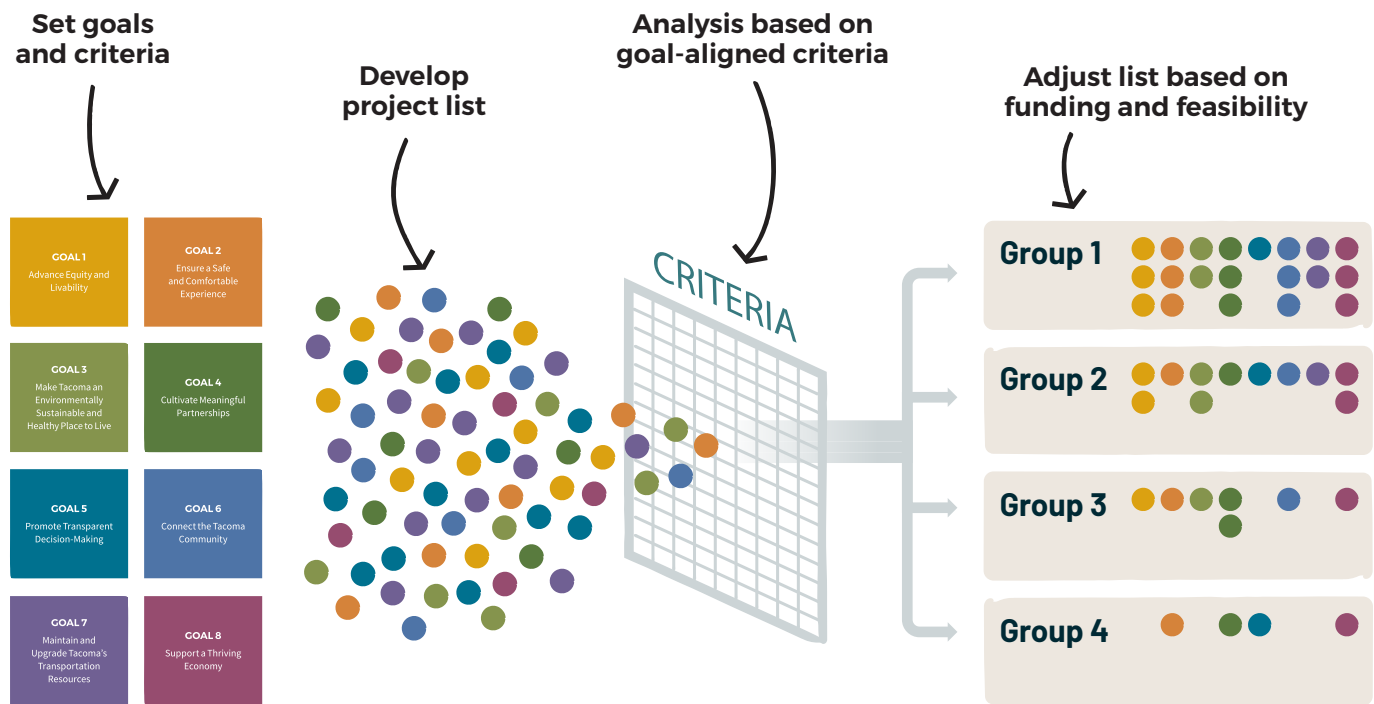 Set goals
and criteria
Develop
project list
Analysis based on
goal-aligned criteria
Adjust list based on
funding and feasibility
GOAL 1
Advance Equity and
Livability
GOAL 2
Ensure a Safe
and Comfortable
Experience
GOAL 3
Make Tacoma an
Environmentally
Sustainable and
Healthy Place to Live
GOAL 4
Cultivate Meaningful
Partnerships
GOAL 5
Promote Transparent
Decision-Making
GOAL 6
Connect the Tacoma
Community
GOAL 7
Maintain and
Upgrade Tacoma's
Transportation
Resources
GOAL 8
Support a Thriving
Economy
CRITERIA
Group 1
Group 2
Group 3
Group 4